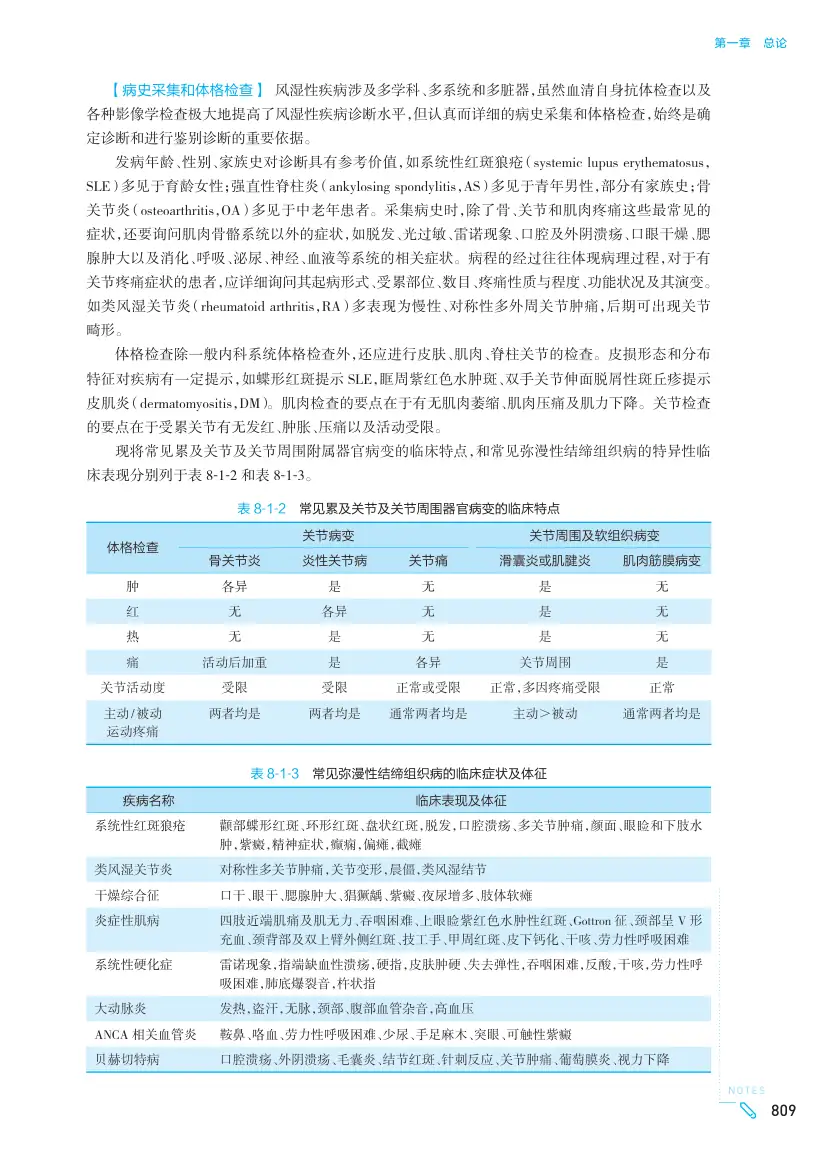 第一章 总论
【病史采集和体格检查】 风湿性疾病涉及多学科、多系统和多脏器,虽然血清自身抗体检查以及
各种影像学检查极大地提高了风湿性疾病诊断水平,但认真而详细的病史采集和体格检查,始终是确
定诊断和进行鉴别诊断的重要依据。
发病年龄、性别、家族史对诊断具有参考价值,如系统性红斑狼疮(systemic lupus erythematosus,
SLE)多见于育龄女性;强直性脊柱炎(ankylosing spondylitis,AS)多见于青年男性,部分有家族史;骨
关节炎(osteoarthritis,OA)多见于中老年患者。采集病史时,除了骨、关节和肌肉疼痛这些最常见的
症状,还要询问肌肉骨骼系统以外的症状,如脱发、光过敏、雷诺现象、口腔及外阴溃疡、口眼干燥、腮
腺肿大以及消化、呼吸、泌尿、神经、血液等系统的相关症状。病程的经过往往体现病理过程,对于有
关节疼痛症状的患者,应详细询问其起病形式、受累部位、数目、疼痛性质与程度、功能状况及其演变。
如类风湿关节炎(rheumatoid arthritis,RA)多表现为慢性、对称性多外周关节肿痛,后期可出现关节
畸形。
体格检查除一般内科系统体格检查外,还应进行皮肤、肌肉、脊柱关节的检查。皮损形态和分布
特征对疾病有一定提示,如蝶形红斑提示 SLE,眶周紫红色水肿斑、双手关节伸面脱屑性斑丘疹提示
皮肌炎(dermatomyositis,DM)。肌肉检查的要点在于有无肌肉萎缩、肌肉压痛及肌力下降。关节检查
的要点在于受累关节有无发红、肿胀、压痛以及活动受限。
现将常见累及关节及关节周围附属器官病变的临床特点,和常见弥漫性结缔组织病的特异性临
床表现分别列于表 8-1-2 和表 8-1-3。
表 8-1-2 常见累及关节及关节周围器官病变的临床特点
体格检查 关节病变 关节周围及软组织病变
骨关节炎 炎性关节病 关节痛 滑囊炎或肌腱炎 肌肉筋膜病变
肿 各异 是 无 是 无
红 无 各异 无 是 无
热 无 是 无 是 无
痛 活动后加重 是 各异 关节周围 是
关节活动度 受限 受限 正常或受限 正常,多因疼痛受限 正常
主动/被动 两者均是 两者均是 通常两者均是 主动＞被动 通常两者均是
运动疼痛
表 8-1-3 常见弥漫性结缔组织病的临床症状及体征
疾病名称 临床表现及体征
系统性红斑狼疮 颧部蝶形红斑、环形红斑、盘状红斑,脱发,口腔溃疡、多关节肿痛,颜面、眼睑和下肢水
肿,紫癜,精神症状,癫痫,偏瘫,截瘫
类风湿关节炎 对称性多关节肿痛,关节变形,晨僵,类风湿结节
干燥综合征 口干、眼干、腮腺肿大、猖獗龋、紫癜、夜尿增多、肢体软瘫
炎症性肌病 四肢近端肌痛及肌无力、吞咽困难、上眼睑紫红色水肿性红斑、Gottron 征、颈部呈 V 形
充血、颈背部及双上臂外侧红斑、技工手、甲周红斑、皮下钙化、干咳、劳力性呼吸困难
系统性硬化症 雷诺现象,指端缺血性溃疡,硬指,皮肤肿硬、失去弹性,吞咽困难,反酸,干咳,劳力性呼
吸困难,肺底爆裂音,杵状指
大动脉炎 发热,盗汗,无脉,颈部、腹部血管杂音,高血压
ANCA 相关血管炎 鞍鼻、咯血、劳力性呼吸困难、少尿、手足麻木、突眼、可触性紫癜
贝赫切特病 口腔溃疡、外阴溃疡、毛囊炎、结节红斑、针刺反应、关节肿痛、葡萄膜炎、视力下降
NOTES
809